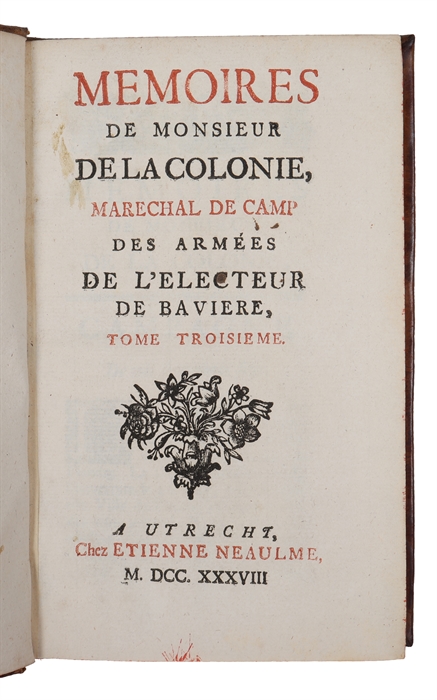 MEMOIRES
DE MONSIEUR
DE LA COLONIE,
MARECHAL DE CAMP
DES ARMÉES
DE L'ELECTEUR
DE BAVIERE,
TOME TROISIEME.
A UTRECHT,
Chez ETIENNE NEAULME,
M. DCC. XXXVIII